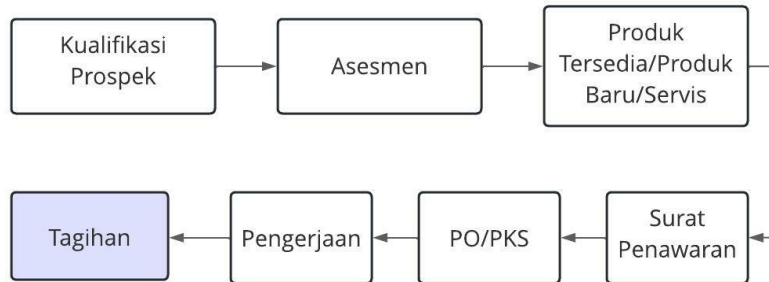 Kualifikasi
Prospek
Asesmen
Produk
Tersedia/Produk
Baru/Servis
Surat
Penawaran
PO/PKS
Pengerjaan
Tagihan